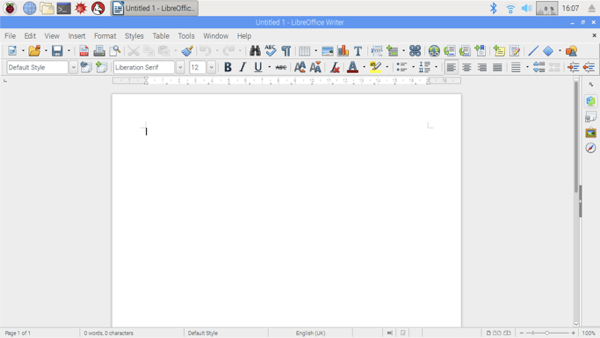 Untitled 1 - LibreOffic...
16:07
Untitled 1 - LibreOffice Writer
File Edit View Insert Format Styles Table Tools Window Help
Default Style Liberation Serif 12
Page 1 of 1 0 words, 0 characters Default Style English (UK) 100%